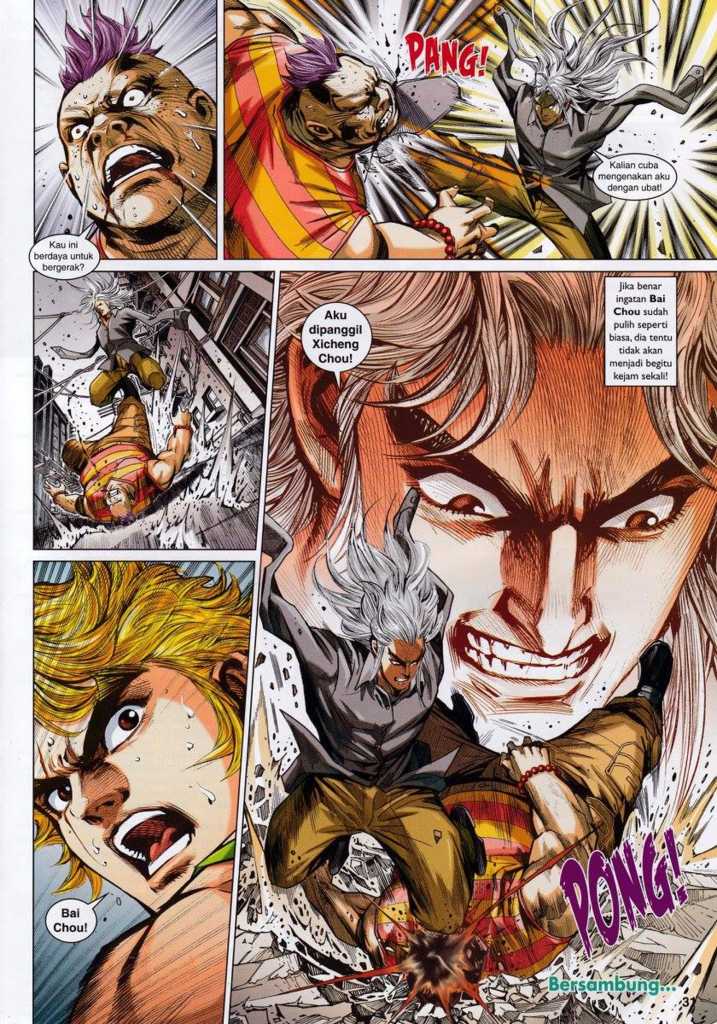 PANG!
Kalian cuba
mengenakan aku
dengan ubat!
Kau ini
berdaya untuk
bergerak?
Aku
dipanggil
Xicheng
Chou!
Jika benar
ingatan Bai
Chou sudah
pulih seperti
biasa, dia tentu
tidak akan
menjadi begitu
kejam sekali!
Bai
Chou!
PONG!
Bersambung...
31